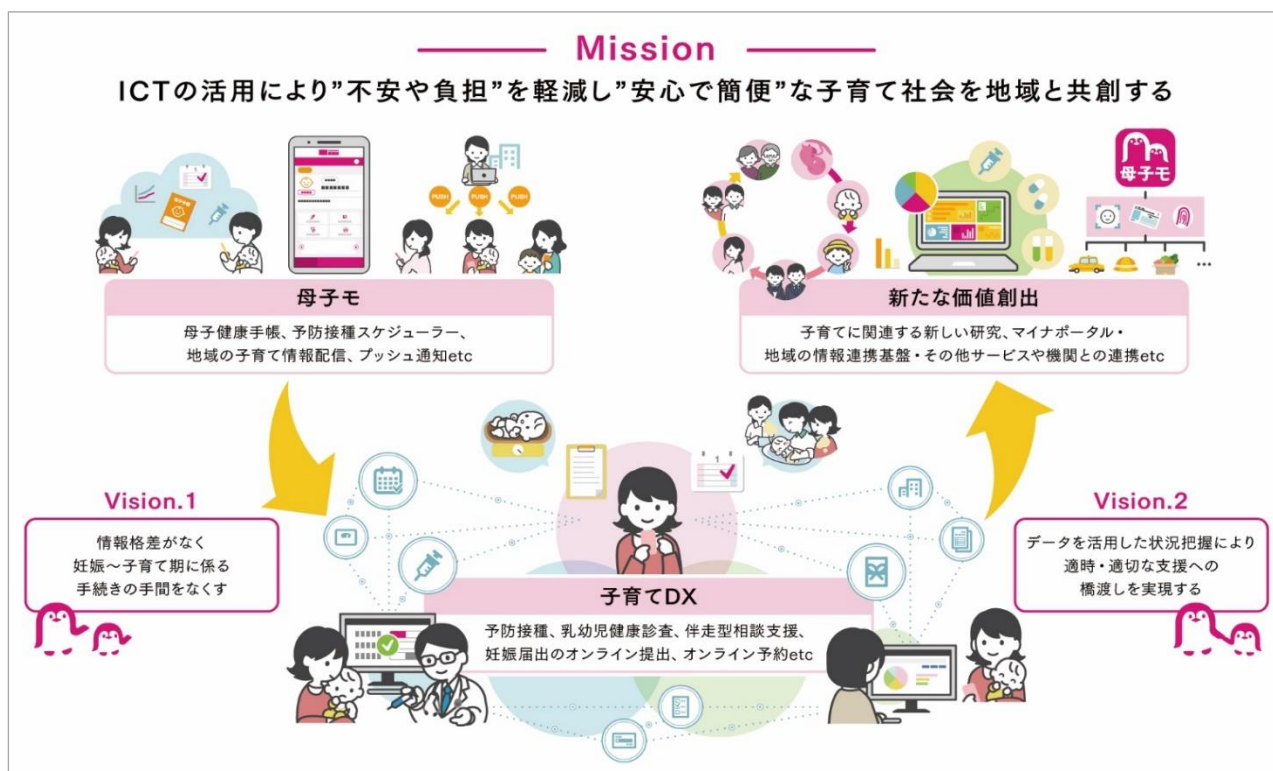 Mission
ICTの活用により”不安や負担”を軽減し”安心で簡便”な子育て社会を地域と共創する
PUSH PUSH PUSH
母子モ
母子モ
母子健康手帳、予防接種スケジューラー、
地域の子育て情報配信、プッシュ通知etc
新たな価値創出
子育てに関連する新しい研究、マイナポータル・
地域の情報連携基盤・その他サービスや機関との連携etc
Vision.1
情報格差がなく
妊娠〜子育て期に係る
手続きの手間をなくす
1
子育てDX
予防接種、乳幼児健康診査、伴走型相談支援、
妊娠届出のオンライン提出、オンライン予約etc
Vision.2
データを活用した状況把握により
適時・適切な支援への
橋渡しを実現する